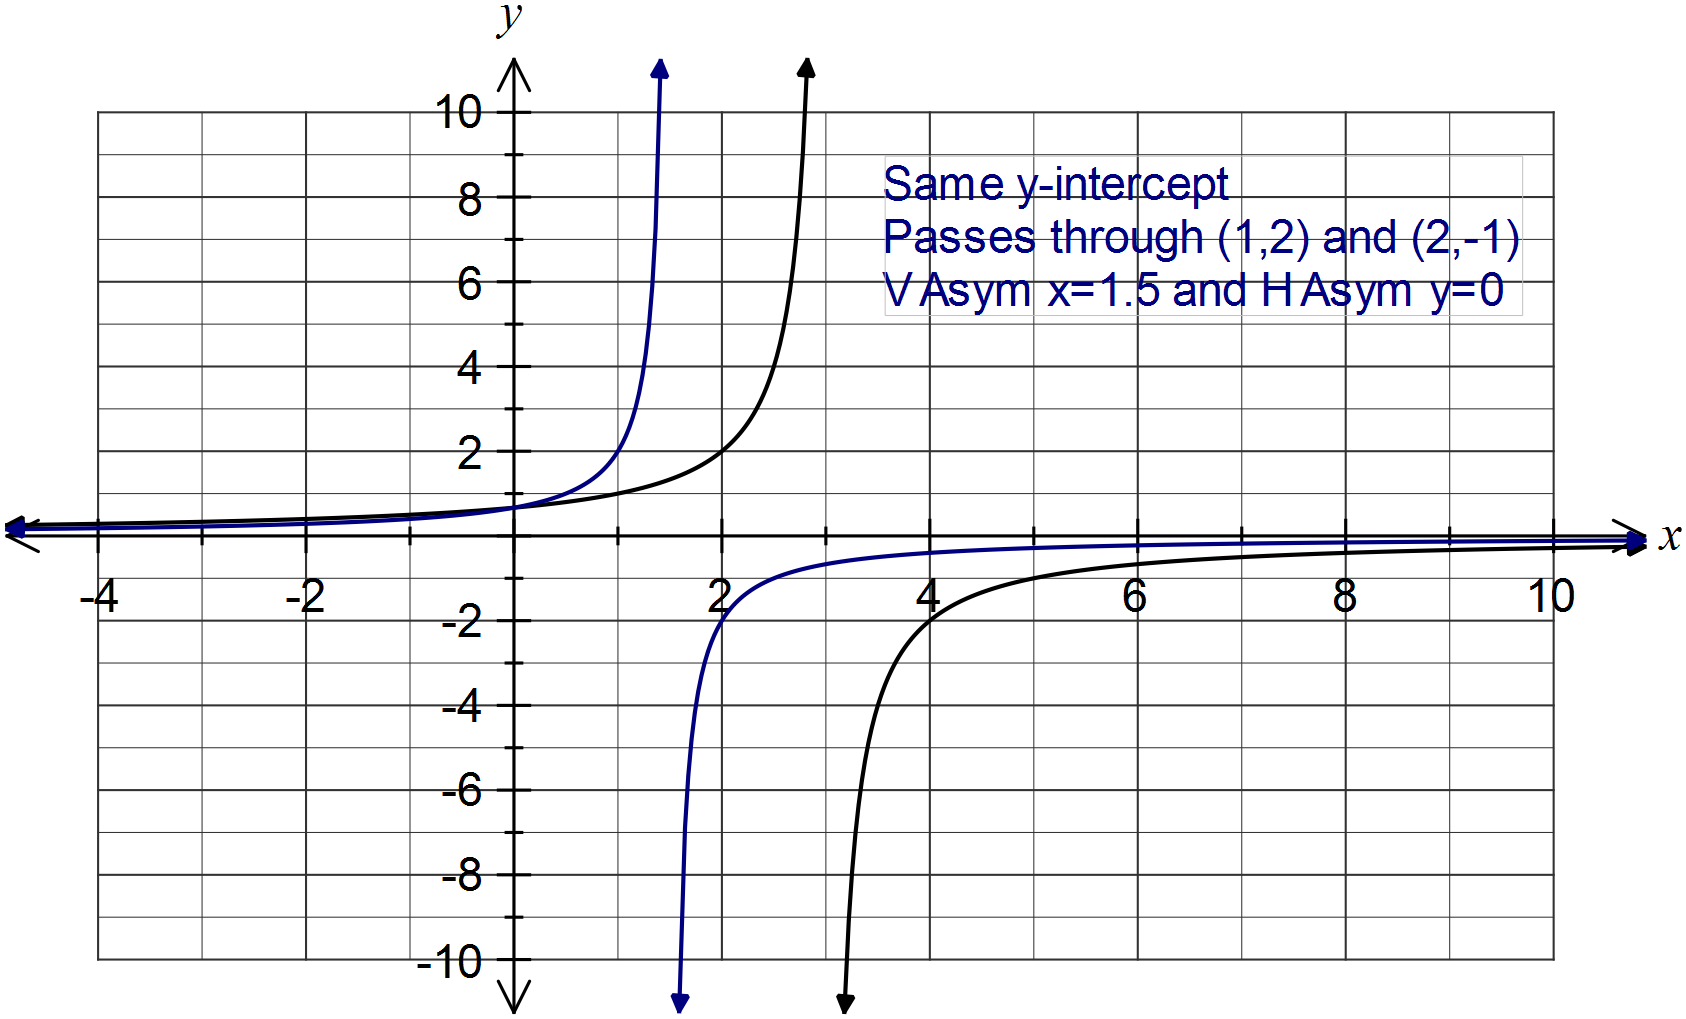 y
10
8
6
4
2
-2
-4
-6
-8
-10
-4 -2 2 4 6 8 10
x
Same y-intercept
Passes through (1,2) and (2,-1)
V Asym x=1.5 and H Asym y=0